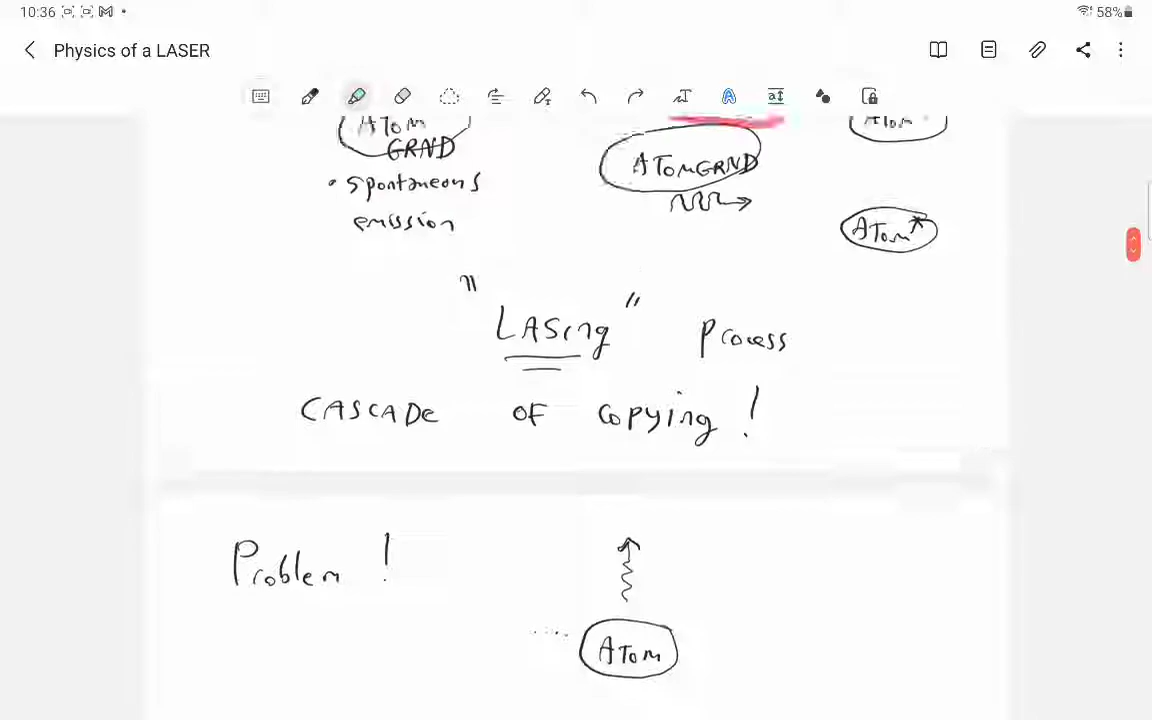 10:36
58%
Physics of a LASER
ATOM
GRND
• spontaneous
emission
ATOMGRND
ATOM
ATOM*
"LASing" Process
CASCADE OF copying!
Problem!
ATOM